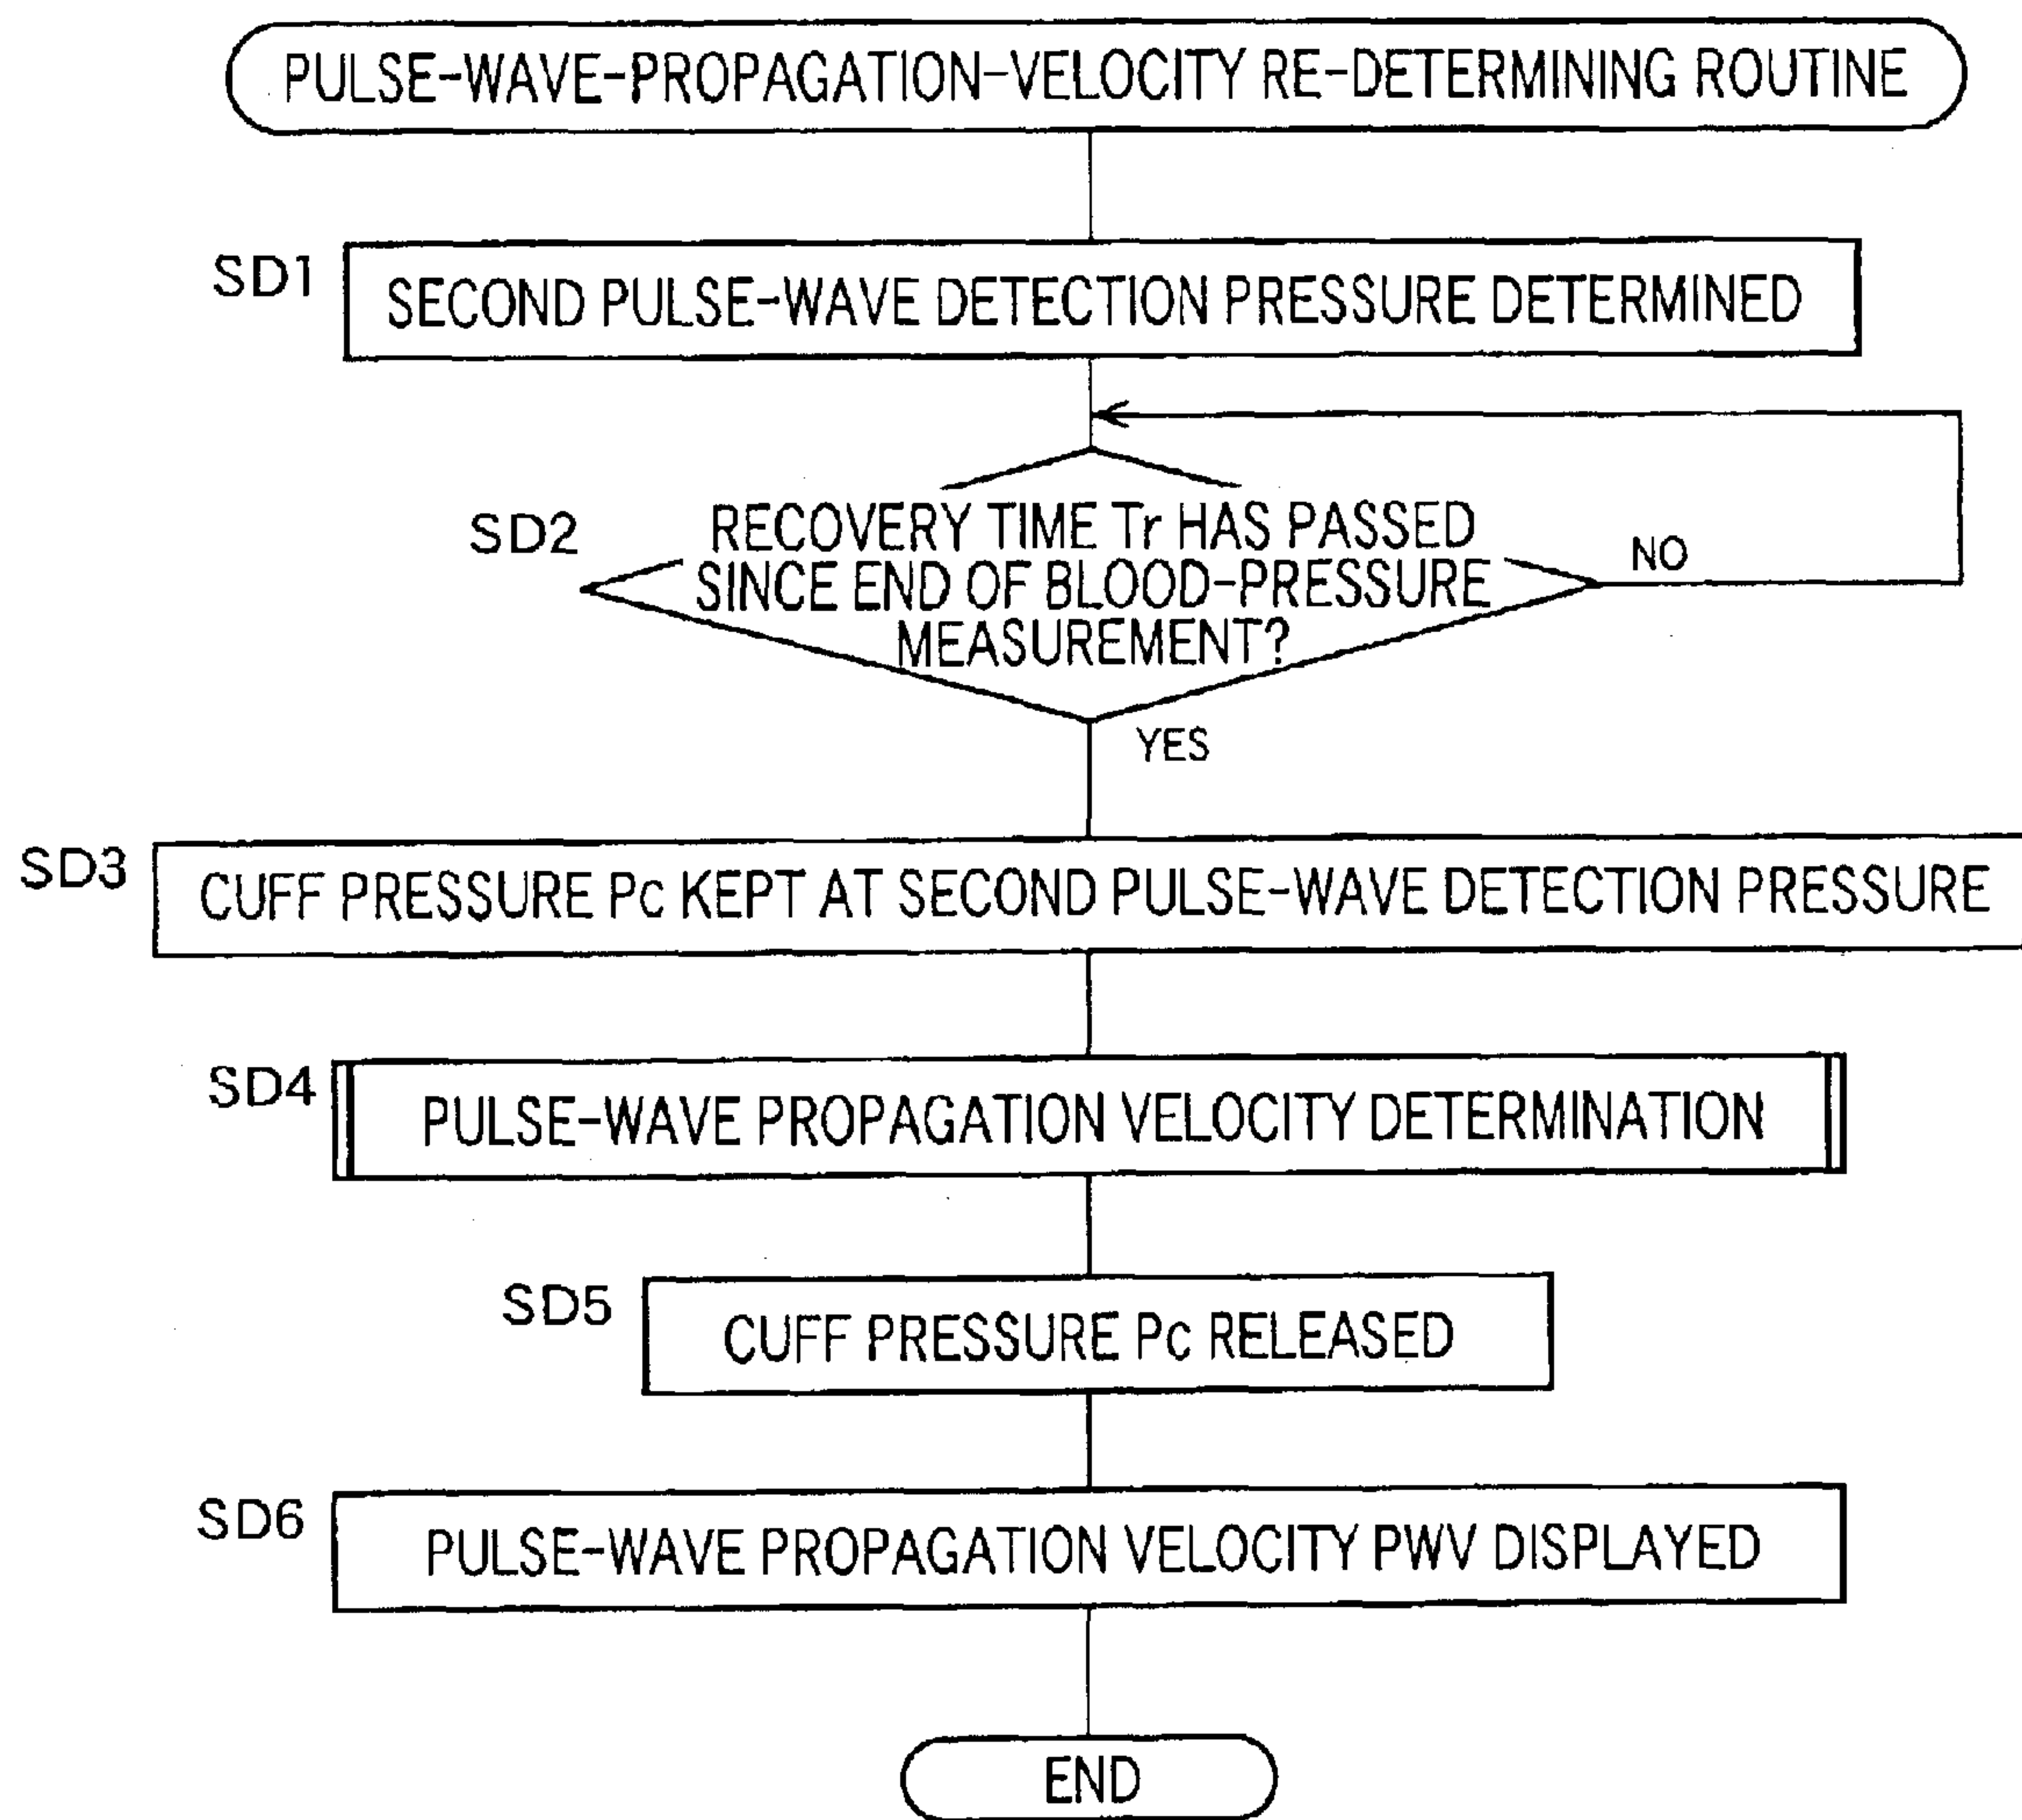 PULSE-WAVE-PROPAGATION-VELOCITY RE-DETERMINING ROUTINE
SD1
SECOND PULSE-WAVE DETECTION PRESSURE DETERMINED
SD2
RECOVERY TIME Tr HAS PASSED
SINCE END OF BLOOD-PRESSURE
MEASUREMENT?
NO
YES
SD3
CUFF PRESSURE Pc KEPT AT SECOND PULSE-WAVE DETECTION PRESSURE
SD4
PULSE-WAVE PROPAGATION VELOCITY DETERMINATION
SD5
CUFF PRESSURE Pc RELEASED
SD6
PULSE-WAVE PROPAGATION VELOCITY PWV DISPLAYED
END